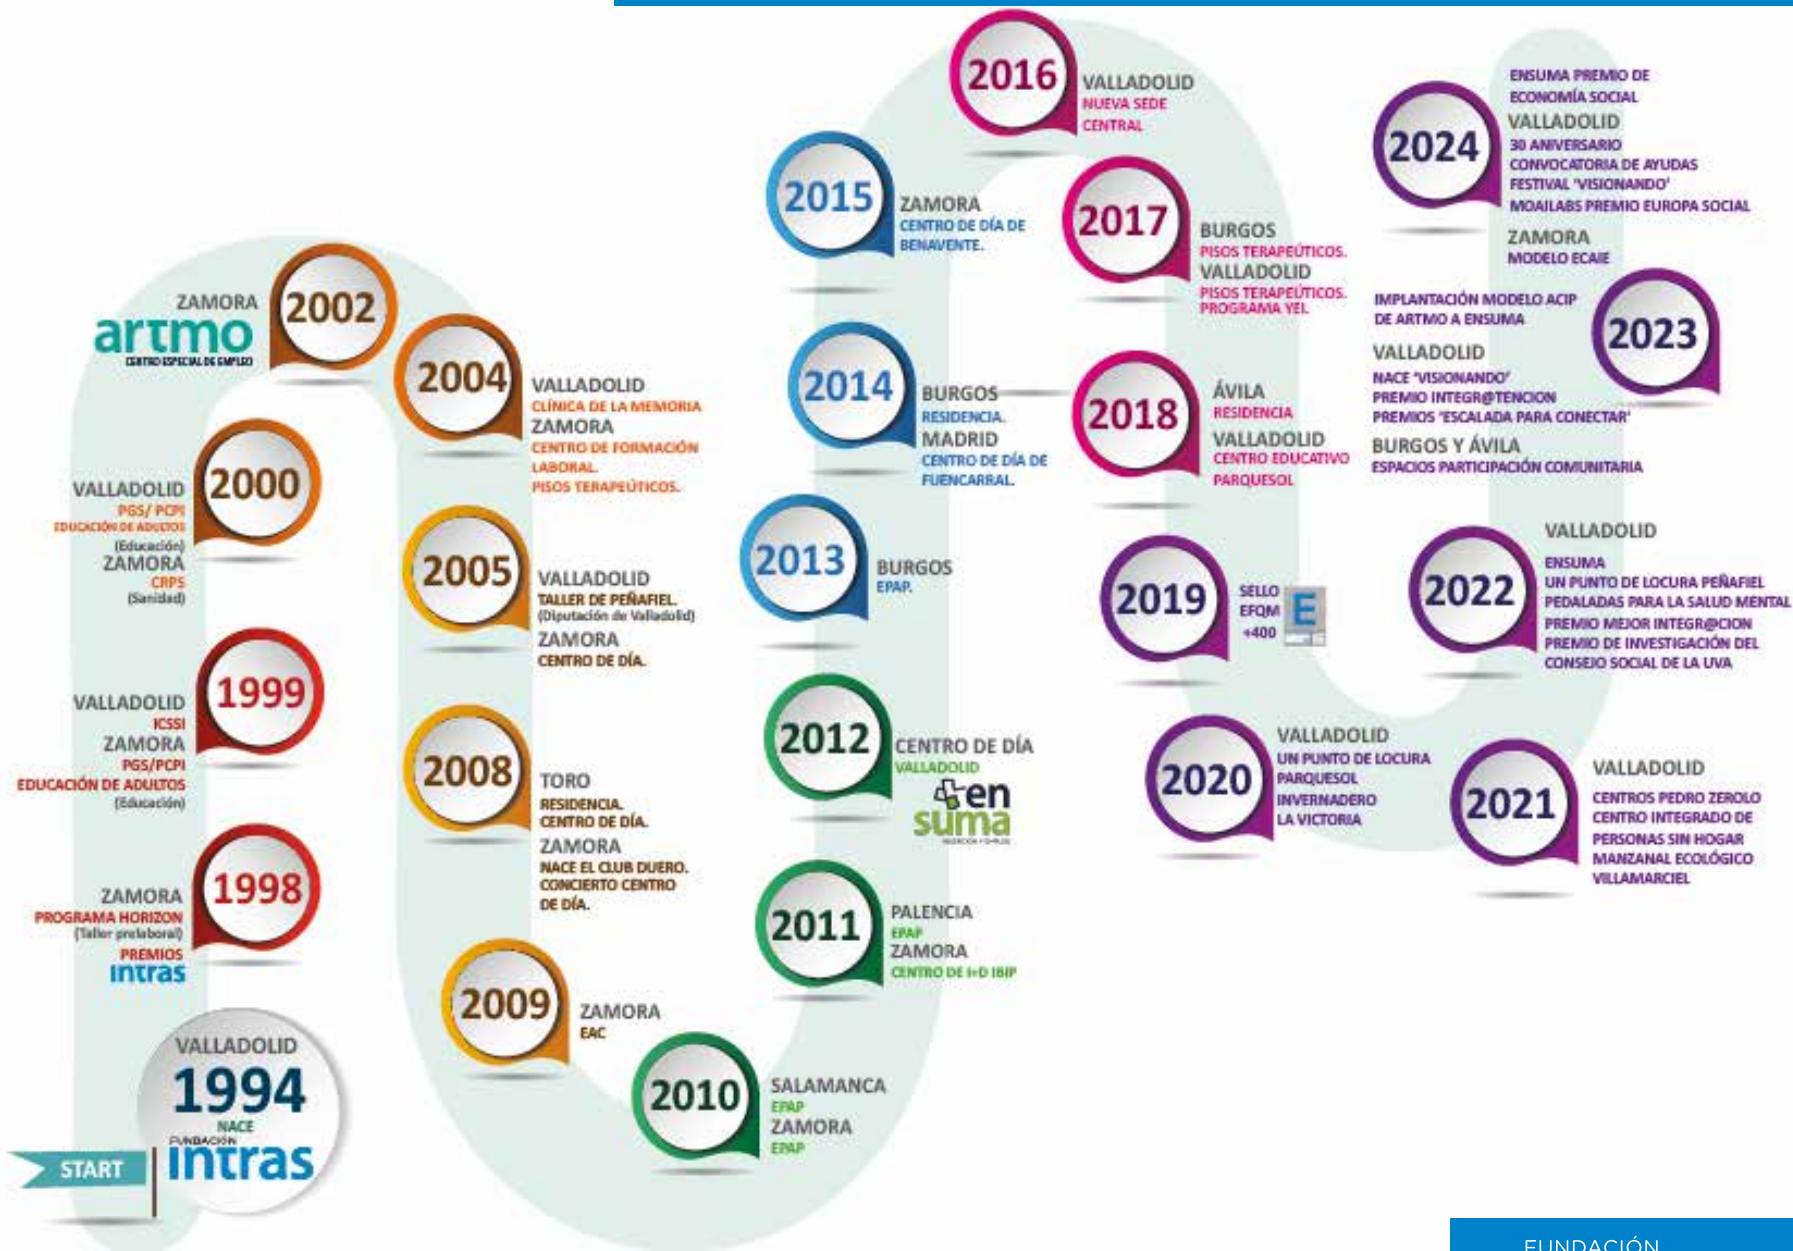 START
VALLADOLID
1994
NACE
FUNDACIÓN
intras
1998
ZAMORA
PROGRAMA HORIZON
(Taller prelaboral)
PREMIOS
intras
1999
VALLADOLID
ICSSI
ZAMORA
PGS/PCPI
EDUCACIÓN DE ADULTOS
(Educación)
2000
VALLADOLID
PGS/ PCPI
EDUCACIÓN DE ADULTOS
(Educación)
ZAMORA
CRPS
(Sanidad)
2002
ZAMORA
artmo
CENTRO ESPECIAL DE EMPLEO
2004
VALLADOLID
CLÍNICA DE LA MEMORIA
ZAMORA
CENTRO DE FORMACIÓN
LABORAL.
PISOS TERAPEÚTICOS.
2005
VALLADOLID
TALLER DE PEÑAFIEL.
(Diputación de Valladolid)
ZAMORA
CENTRO DE DÍA.
2008
TORO
RESIDENCIA.
CENTRO DE DÍA.
ZAMORA
NACE EL CLUB DUERO.
CONCIERTO CENTRO
DE DÍA.
2009
ZAMORA
EAC
2010
SALAMANCA
EPAP
ZAMORA
EPAP
2011
PALENCIA
EPAP
ZAMORA
CENTRO DE I+D IBIP
2012
CENTRO DE DÍA
VALLADOLID
en
suma
2013
BURGOS
EPAP.
2014
BURGOS
RESIDENCIA.
MADRID
CENTRO DE DÍA DE
FUENCARRAL.
2015
ZAMORA
CENTRO DE DÍA DE
BENAVENTE.
2016
VALLADOLID
NUEVA SEDE
CENTRAL
2017
BURGOS
PISOS TERAPEÚTICOS.
VALLADOLID
PISOS TERAPEÚTICOS.
PROGRAMA YEI.
2018
ÁVILA
RESIDENCIA
VALLADOLID
CENTRO EDUCATIVO
PARQUESOL
2019
SELLO
EFQM
+400
E
2020
VALLADOLID
UN PUNTO DE LOCURA
PARQUESOL
INVERNADERO
LA VICTORIA
2021
VALLADOLID
CENTROS PEDRO ZEROLO
CENTRO INTEGRADO DE
PERSONAS SIN HOGAR
MANZANAL ECOLÓGICO
VILLAMARCIEL
2022
VALLADOLID
ENSUMA
UN PUNTO DE LOCURA PEÑAFIEL
PEDALADAS PARA LA SALUD MENTAL
PREMIO MEJOR INTEGR@CION
PREMIO DE INVESTIGACIÓN DEL
CONSEJO SOCIAL DE LA UVA
2023
IMPLANTACIÓN MODELO ACIP
DE ARTMO A ENSUMA
VALLADOLID
NACE 'VISIONANDO'
PREMIO INTEGR@TENCION
PREMIOS 'ESCALADA PARA CONECTAR'
BURGOS Y ÁVILA
ESPACIOS PARTICIPACIÓN COMUNITARIA
2024
ENSUMA PREMIO DE
ECONOMÍA SOCIAL
VALLADOLID
30 ANIVERSARIO
CONVOCATORIA DE AYUDAS
FESTIVAL 'VISIONANDO'
MOAILABS PREMIO EUROPA SOCIAL
ZAMORA
MODELO ECAIE
FUNDACIÓN